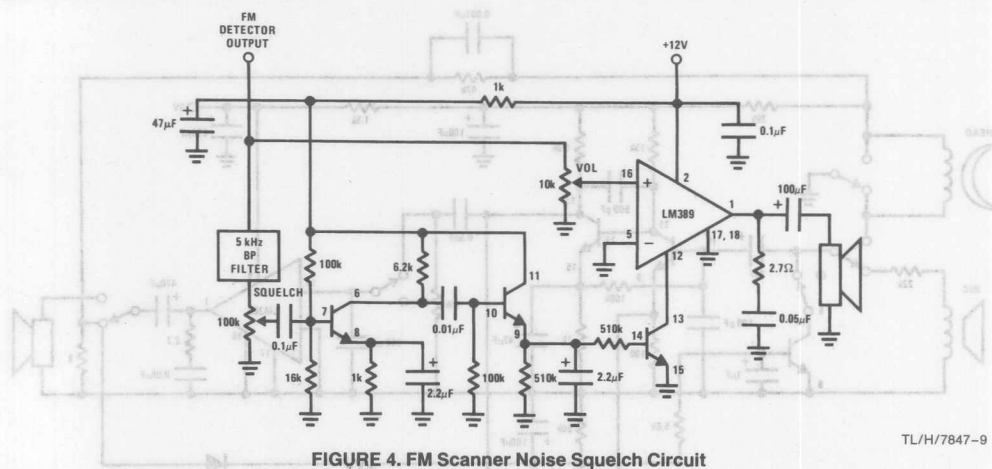 FM
DETECTOR
OUTPUT
+12V
1k
+
47µF
0.1µF
VOL
10k
16
+
2
LM389
1
100µF
+
5
−
17, 18
12
5 kHz
BP
FILTER
100k
6.2k
11
2.7Ω
SQUELCH
6
7
10
13
100k
0.1µF
8
0.01µF
9
510k
14
0.05µF
+
+
15
16k
1k
2.2µF
100k
510k
2.2µF
TL/H/7847–9
FIGURE 4. FM Scanner Noise Squelch Circuit